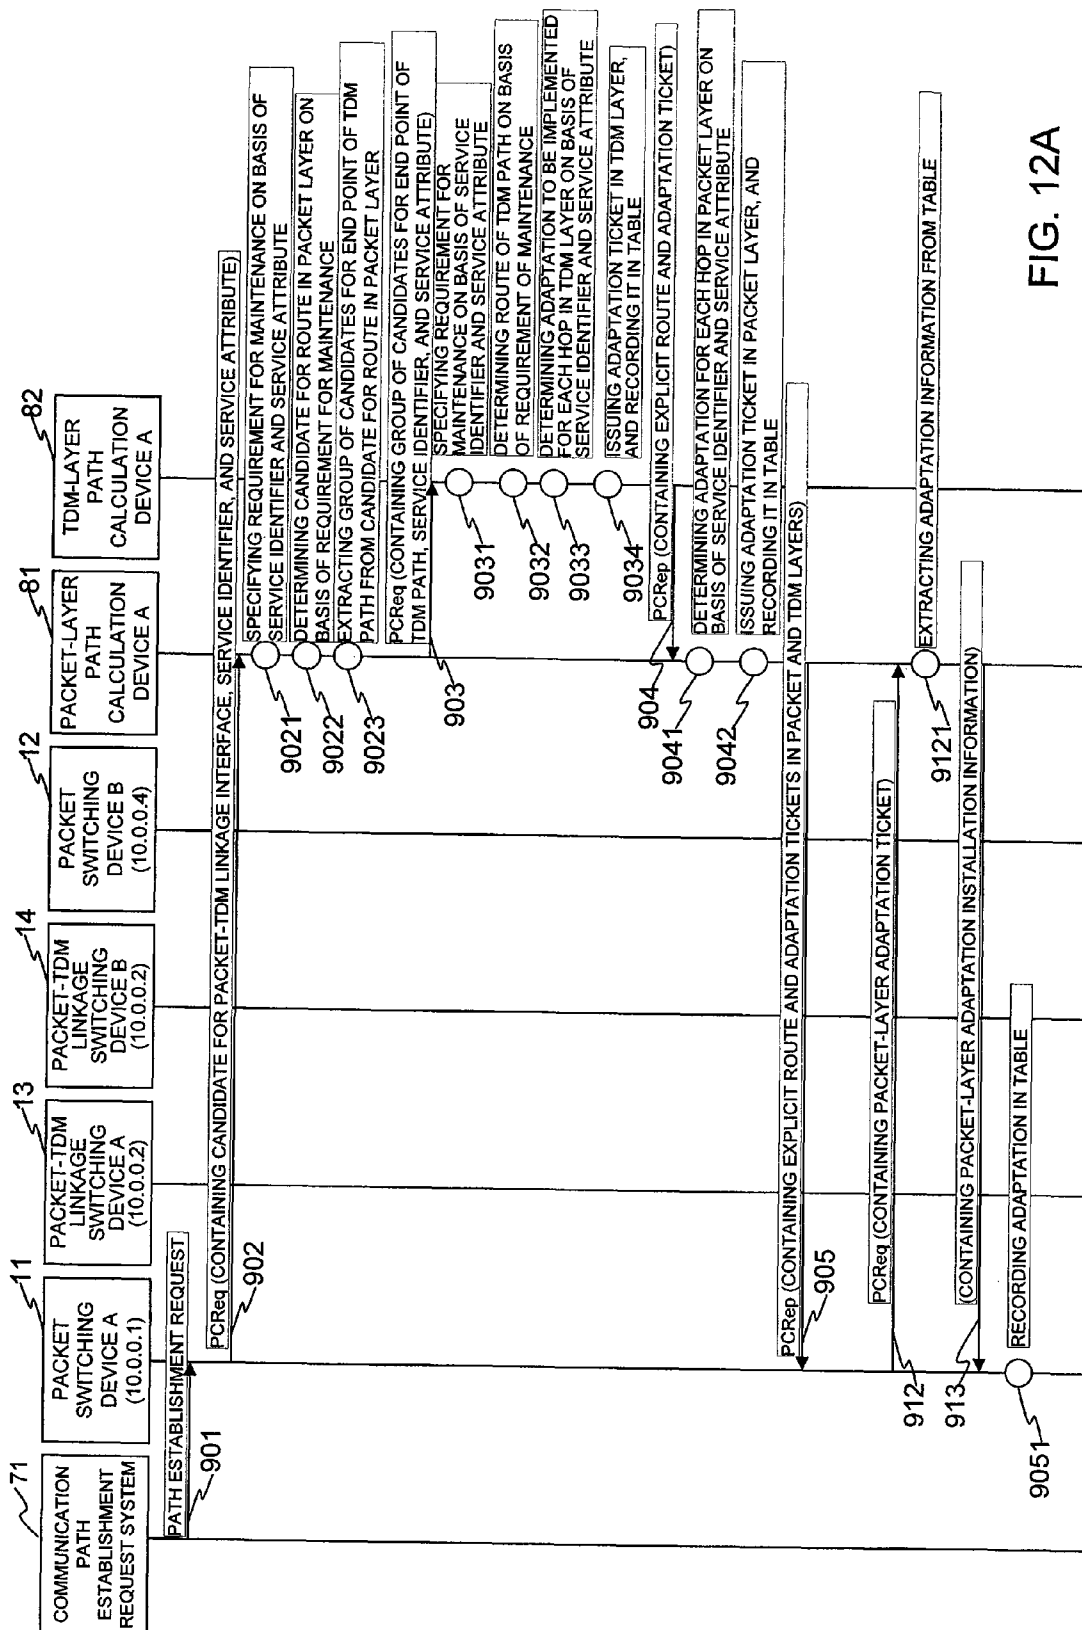 71
COMMUNICATION
PATH
ESTABLISHMENT
REQUEST SYSTEM
11
PACKET
SWITCHING
DEVICE A
(10.0.0.1)
13
PACKET-TDM
LINKAGE
SWITCHING
DEVICE A
(10.0.0.2)
14
PACKET-TDM
LINKAGE
SWITCHING
DEVICE B
(10.0.0.2)
12
PACKET
SWITCHING
DEVICE B
(10.0.0.4)
81
PACKET-LAYER
PATH
CALCULATION
DEVICE A
82
TDM-LAYER
PATH
CALCULATION
DEVICE A
PATH ESTABLISHMENT REQUEST
901
PCReq (CONTAINING CANDIDATE FOR PACKET-TDM LINKAGE INTERFACE, SERVICE IDENTIFIER, AND SERVICE ATTRIBUTE)
902
SPECIFYING REQUIREMENT FOR MAINTENANCE ON BASIS OF
SERVICE IDENTIFIER AND SERVICE ATTRIBUTE
9021
DETERMINING CANDIDATE FOR ROUTE IN PACKET LAYER ON
BASIS OF REQUIREMENT FOR MAINTENANCE
9022
EXTRACTING GROUP OF CANDIDATES FOR END POINT OF TDM
PATH FROM CANDIDATE FOR ROUTE IN PACKET LAYER
9023
PCReq (CONTAINING GROUP OF CANDIDATES FOR END POINT OF
TDM PATH, SERVICE IDENTIFIER, AND SERVICE ATTRIBUTE)
903
SPECIFYING REQUIREMENT FOR
MAINTENANCE ON BASIS OF SERVICE
IDENTIFIER AND SERVICE ATTRIBUTE
9031
DETERMINING ROUTE OF TDM PATH ON BASIS
OF REQUIREMENT OF MAINTENANCE
9032
DETERMINING ADAPTATION TO BE IMPLEMENTED
FOR EACH HOP IN TDM LAYER ON BASIS OF
SERVICE IDENTIFIER AND SERVICE ATTRIBUTE
9033
ISSUING ADAPTATION TICKET IN TDM LAYER,
AND RECORDING IT IN TABLE
9034
PCRep (CONTAINING EXPLICIT ROUTE AND ADAPTATION TICKET)
904
DETERMINING ADAPTATION FOR EACH HOP IN PACKET LAYER ON
BASIS OF SERVICE IDENTIFIER AND SERVICE ATTRIBUTE
9041
ISSUING ADAPTATION TICKET IN PACKET LAYER, AND
RECORDING IT IN TABLE
9042
PCRep (CONTAINING EXPLICIT ROUTE AND ADAPTATION TICKETS IN PACKET AND TDM LAYERS)
905
PCReq (CONTAINING PACKET-LAYER ADAPTATION TICKET)
912
EXTRACTING ADAPTATION INFORMATION FROM TABLE
9121
(CONTAINING PACKET-LAYER ADAPTATION INSTALLATION INFORMATION)
913
RECORDING ADAPTATION IN TABLE
9051
FIG. 12A